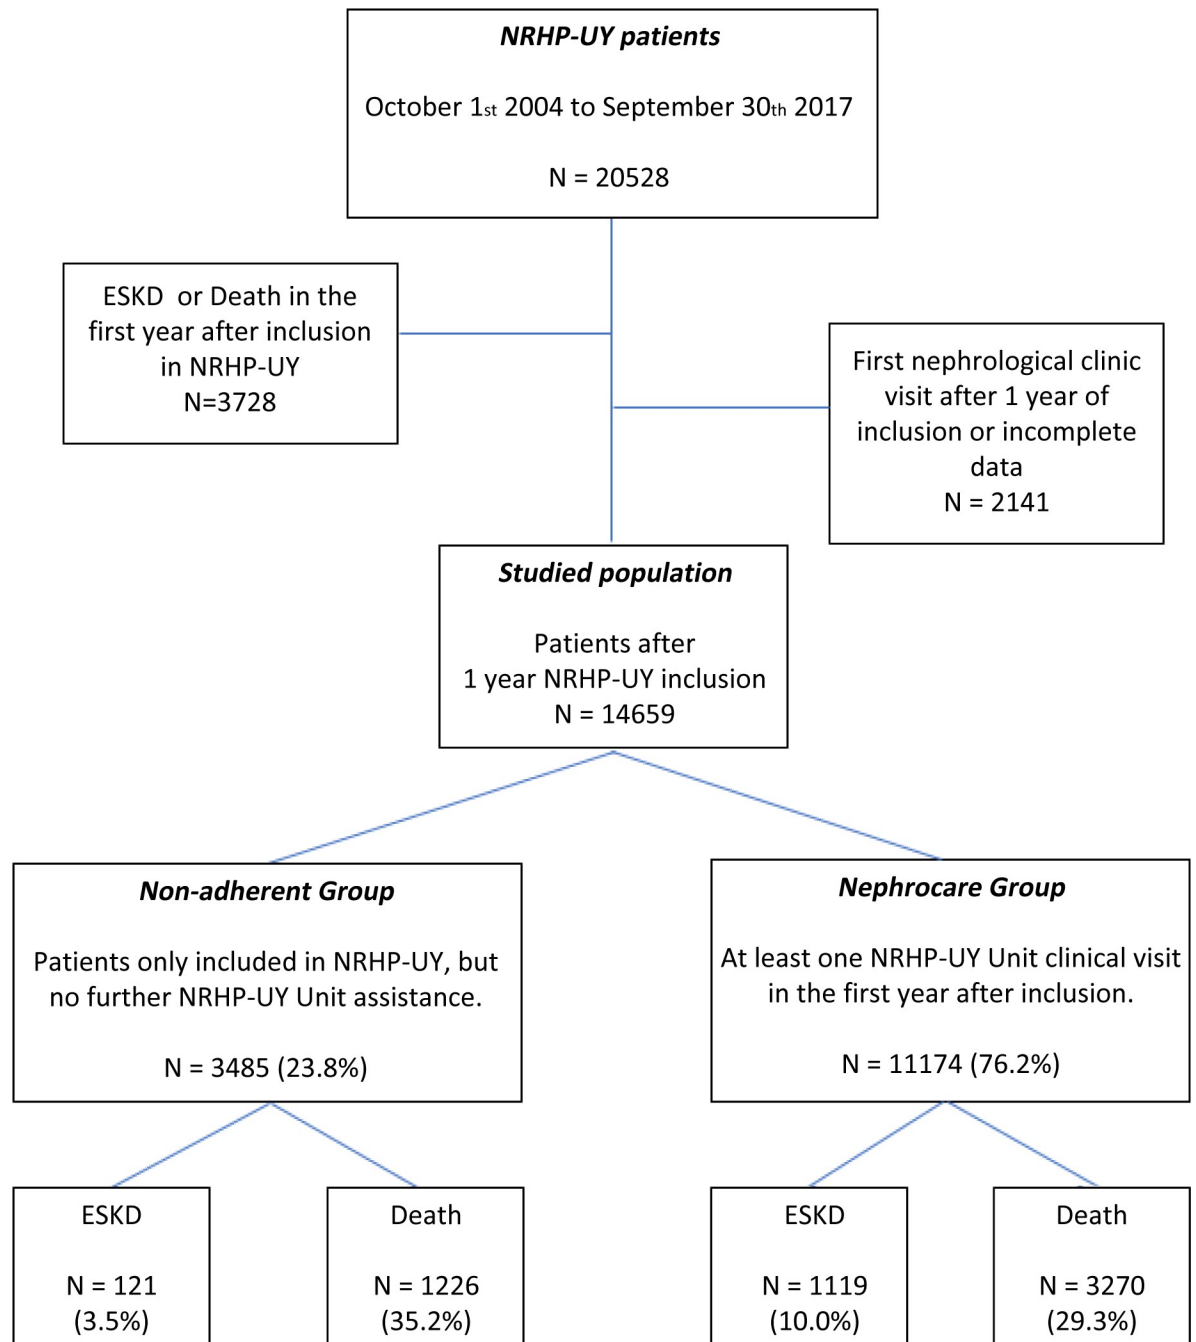 NRHP-UY patients
October 1st 2004 to September 30th 2017
N = 20528
ESKD or Death in the
first year after inclusion
in NRHP-UY
N=3728
First nephrological clinic
visit after 1 year of
inclusion or incomplete
data
N = 2141
Studied population
Patients after
1 year NRHP-UY inclusion
N = 14659
Non-adherent Group
Patients only included in NRHP-UY, but
no further NRHP-UY Unit assistance.
N = 3485 (23.8%)
Nephrocare Group
At least one NRHP-UY Unit clinical visit
in the first year after inclusion.
N = 11174 (76.2%)
ESKD
N = 121
(3.5%)
Death
N = 1226
(35.2%)
ESKD
N = 1119
(10.0%)
Death
N = 3270
(29.3%)